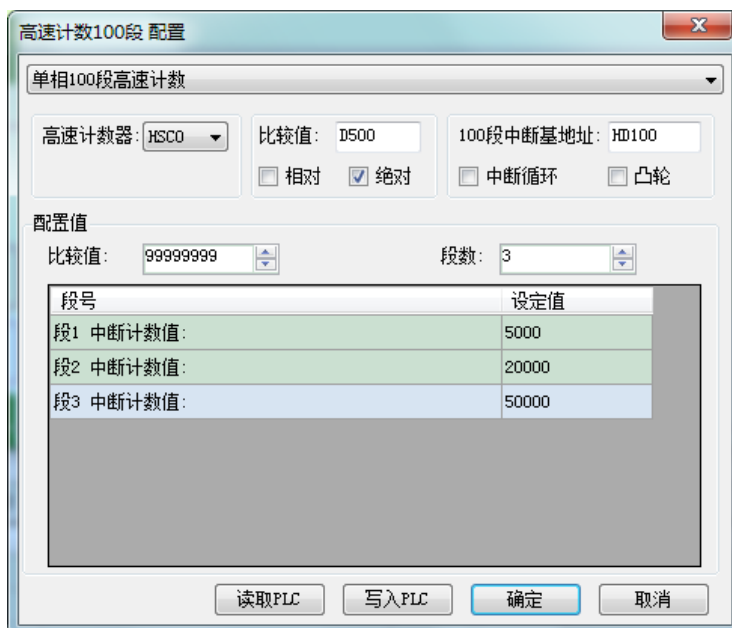 高速计数100段 配置
单相100段高速计数
高速计数器: HSC0 比较值: D500 100段中断基地址: HD100
相对 绝对 中断循环 凸轮
配置值
比较值: 99999999 段数: 3
段号 设定值
段1 中断计数值: 5000
段2 中断计数值: 20000
段3 中断计数值: 50000
读取PLC 写入PLC 确定 取消